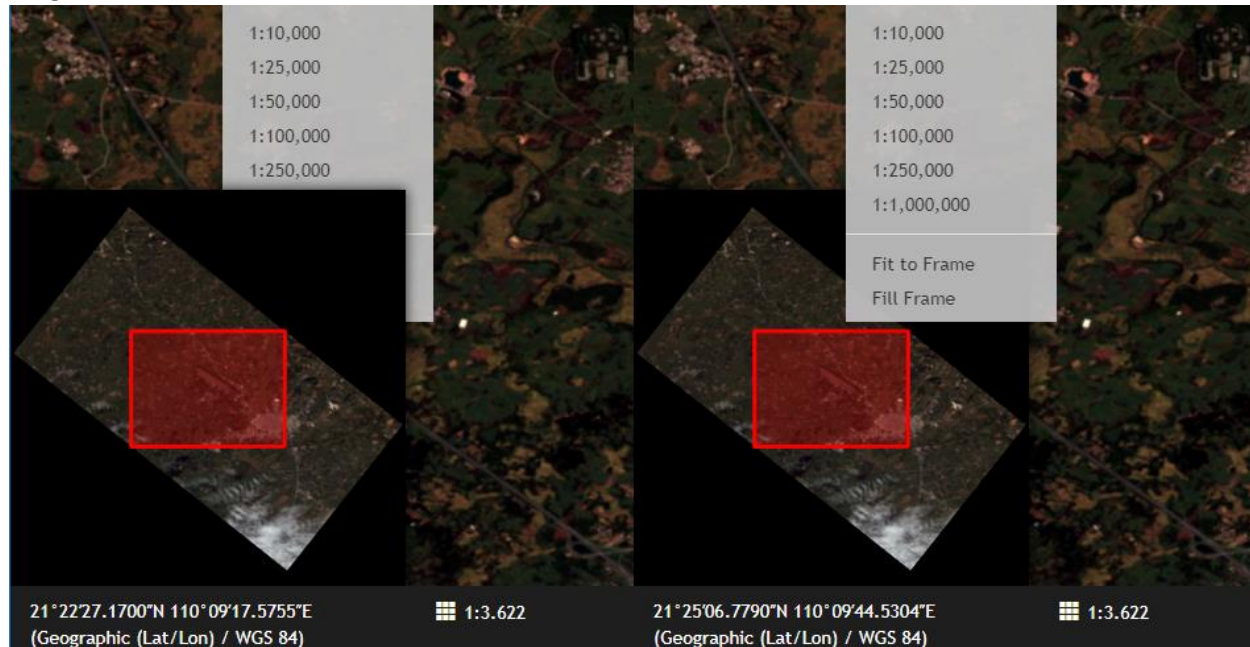 1:10,000
1:25,000
1:50,000
1:100,000
1:250,000
21°22'27.1700"N 110°09'17.5755"E
(Geographic (Lat/Lon) / WGS 84)
1:3.622
1:10,000
1:25,000
1:50,000
1:100,000
1:250,000
1:1,000,000
Fit to Frame
Fill Frame
21°25'06.7790"N 110°09'44.5304"E
(Geographic (Lat/Lon) / WGS 84)
1:3.622